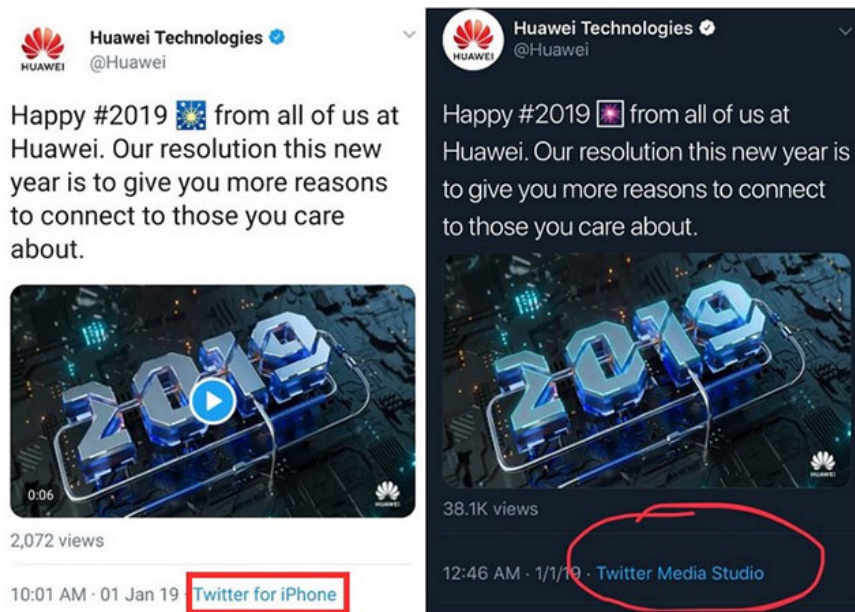 Huawei Technologies
HUAWEI
@Huawei
Happy #2019 🎆 from all of us at
Huawei. Our resolution this new
year is to give you more reasons
to connect to those you care
about.
2019
0:06
HUAWEI
2,072 views
10:01 AM · 01 Jan 19 · Twitter for iPhone
Huawei Technologies
HUAWEI
@Huawei
Happy #2019 🎆 from all of us at
Huawei. Our resolution this new year is
to give you more reasons to connect
to those you care about.
2019
HUAWEI
38.1K views
12:46 AM · 1/1/19 · Twitter Media Studio